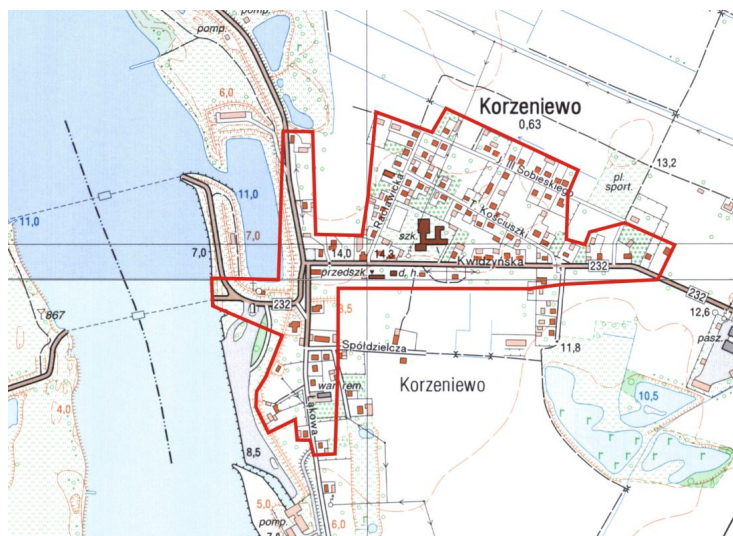 pomp.
pomp.
6,0
Korzeniewo
0,63
13,2
pl.
sport.
11,0
III Sobieskiego
Racławicka
Kościuszki
11,0
7,0
7,0
szk.
14,0
14,3
Kwidzyńska
232
przedszk.
d. h.
232
232
867
3,5
12,6
pasz.
Spółdzielcza
11,8
Korzeniewo
war. rem.
10,5
4,0
Łąkowa
8,5
5,0
pomp.
6,0